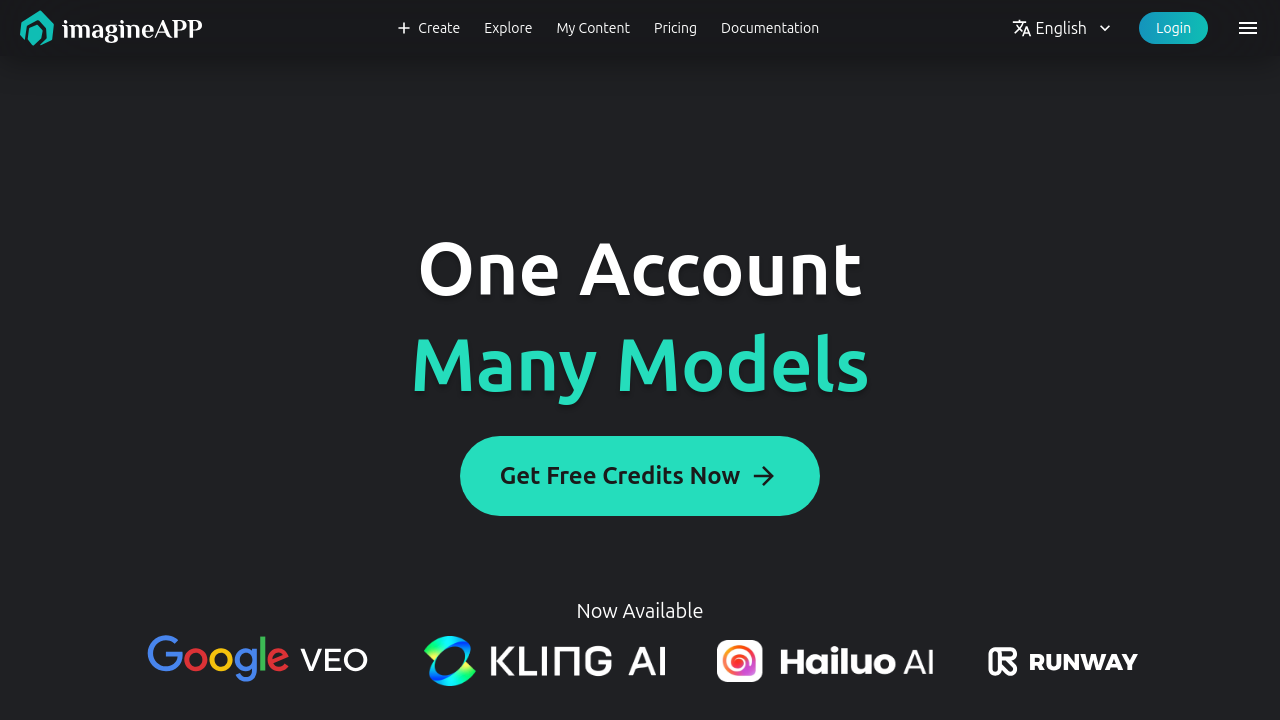 imagineAPP
Create
Explore
My Content
Pricing
Documentation
English
Login
One Account
Many Models
Get Free Credits Now
Now Available
Google VEO
KLING AI
Hailuo AI
RUNWAY